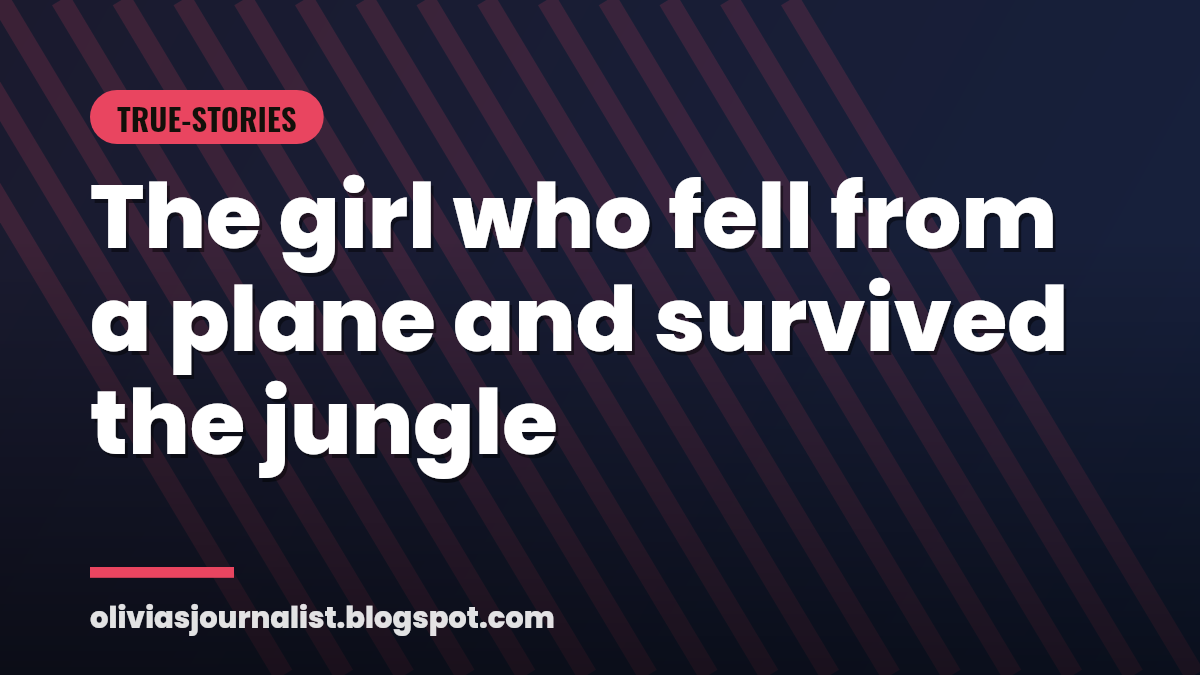 TRUE-STORIES
The girl who fell from
a plane and survived
the jungle
oliviasjournalist.blogspot.com